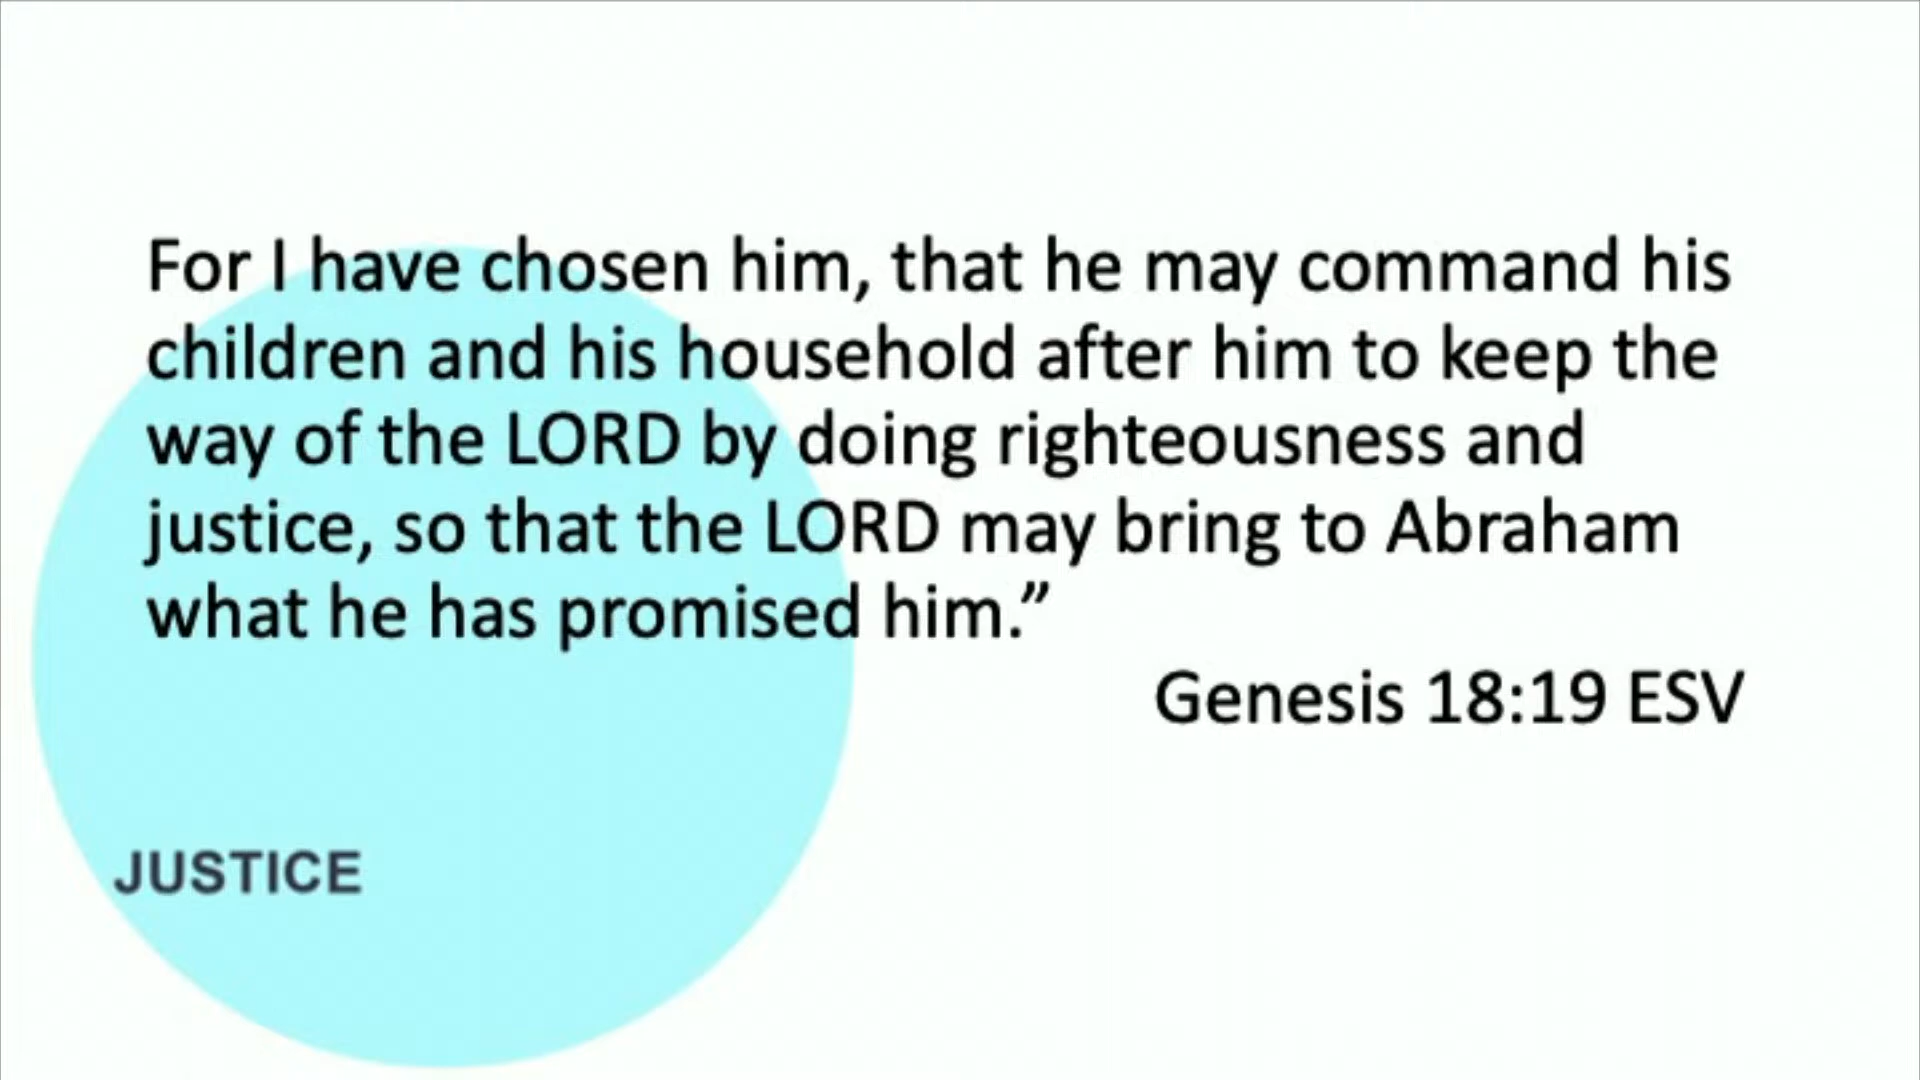 For I have chosen him, that he may command his
children and his household after him to keep the
way of the LORD by doing righteousness and
justice, so that the LORD may bring to Abraham
what he has promised him.”
Genesis 18:19 ESV
JUSTICE